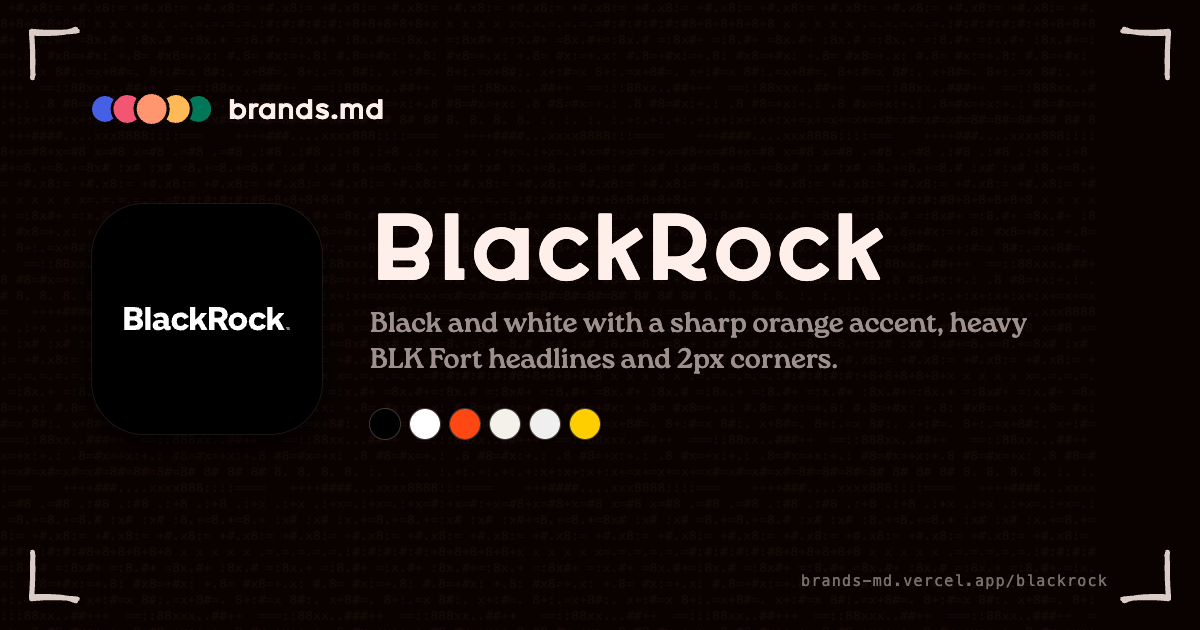 brands.md
BlackRock
BlackRock.
Black and white with a sharp orange accent, heavy
BLK Fort headlines and 2px corners.
brands-md.vercel.app/blackrock